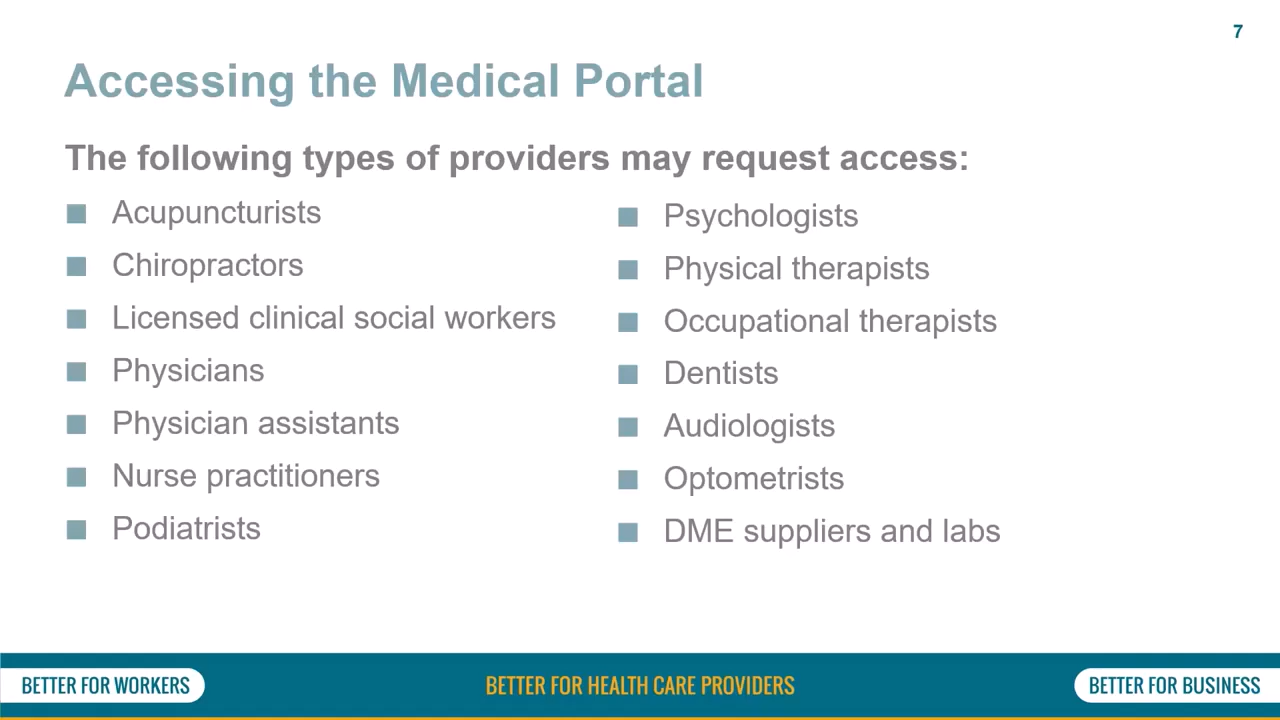 7
Accessing the Medical Portal
The following types of providers may request access:
Acupuncturists
Chiropractors
Licensed clinical social workers
Physicians
Physician assistants
Nurse practitioners
Podiatrists
Psychologists
Physical therapists
Occupational therapists
Dentists
Audiologists
Optometrists
DME suppliers and labs
BETTER FOR WORKERS
BETTER FOR HEALTH CARE PROVIDERS
BETTER FOR BUSINESS